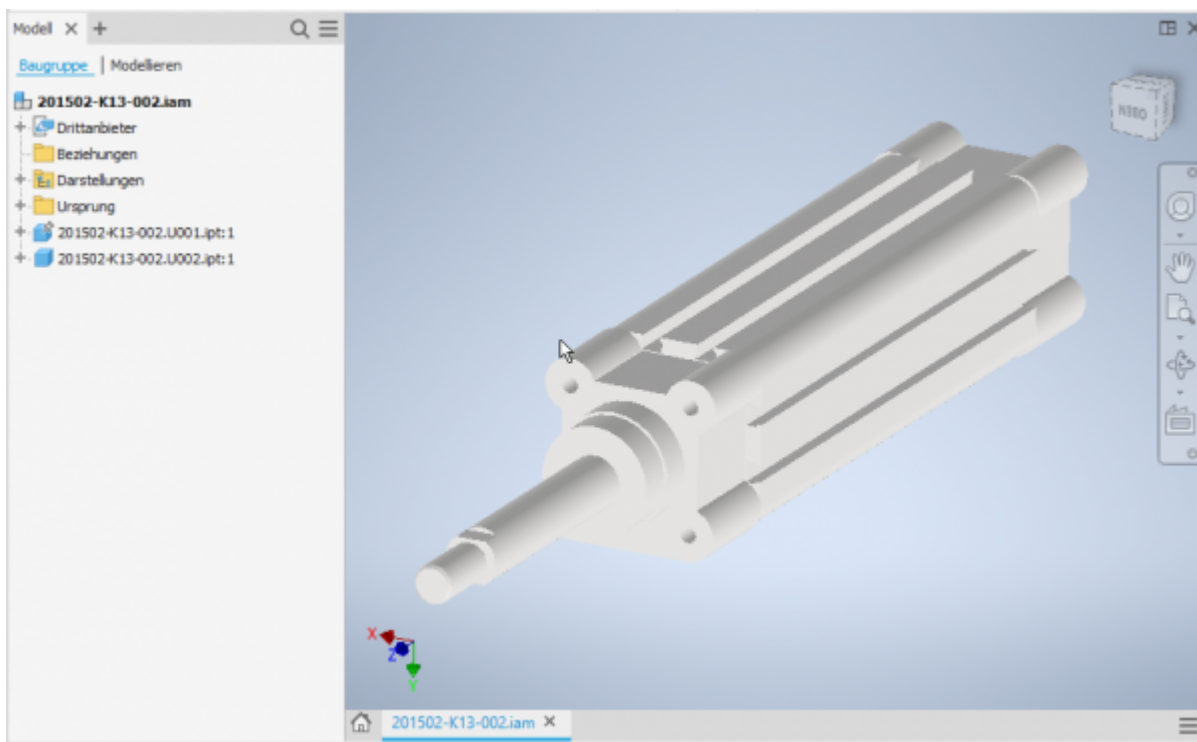 Modell
Baugruppe | Modellieren
201502-K13-002.iam
Drittanbieter
Beziehungen
Darstellungen
Ursprung
201502-K13-002.U001.ipt:1
201502-K13-002.U002.ipt:1
OBEN
X
Z
Y
201502-K13-002.iam